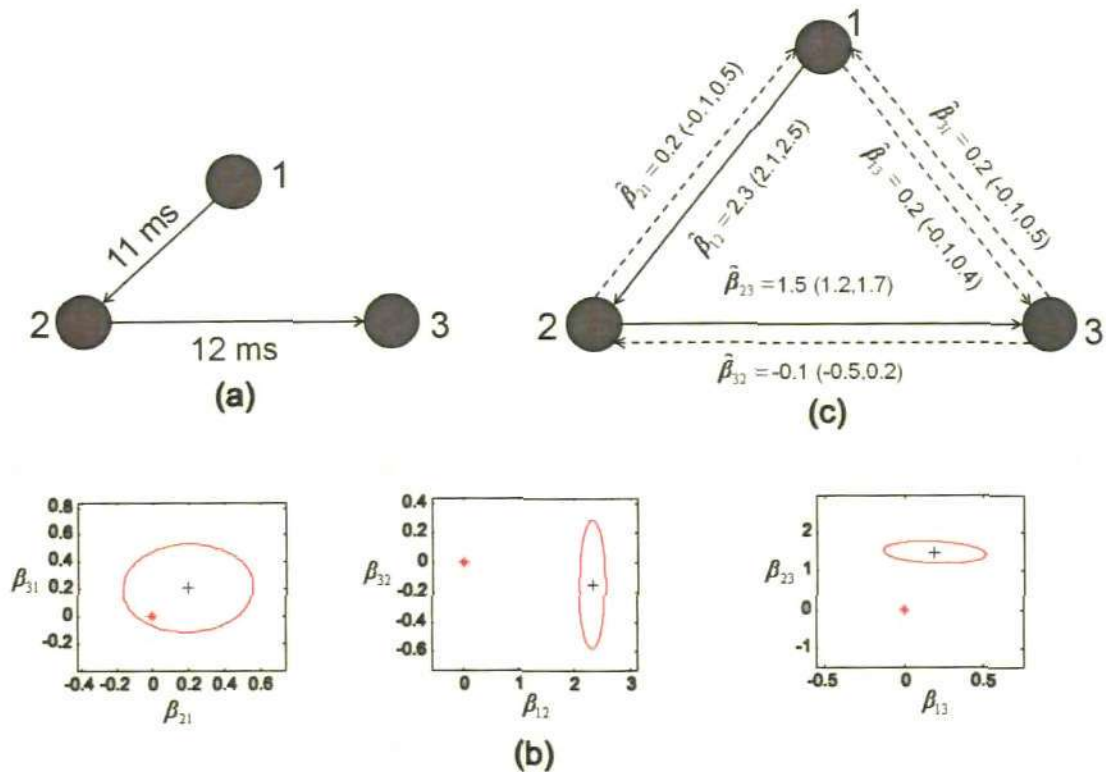 1
11 ms
2
3
12 ms
(a)
1
β̂₂₁ = 0.2 (-0.1,0.5)
β̂₁₂ = 2.3 (2.1,2.5)
β̂₃₁ = 0.2 (-0.1,0.5)
β̂₁₃ = 0.2 (-0.1,0.4)
β̂₂₃ =1.5 (1.2,1.7)
2
3
β̂₃₂ =-0.1 (-0.5,0.2)
(c)
0.8
0.6
0.4
0.2
0
-0.2
β₃₁
-0.4 -0.2 0 0.2 0.4 0.6
β₂₁
0.4
0.2
0
-0.2
-0.4
-0.6
β₃₂
0 1 2 3
β₁₂
2
1
0
-1
β₂₃
-0.5 0 0.5
β₁₃
(b)